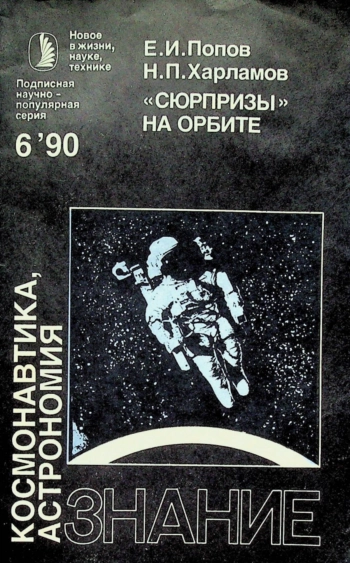 Новое
в жизни,
науке,
технике
Подписная
научно-
популярная
серия
6 '90
Е.И.Попов
Н.П.Харламов
«СЮРПРИЗЫ»
НА ОРБИТЕ
КОСМОНАВТИКА,
АСТРОНОМИЯ
ЗНАНИЕ